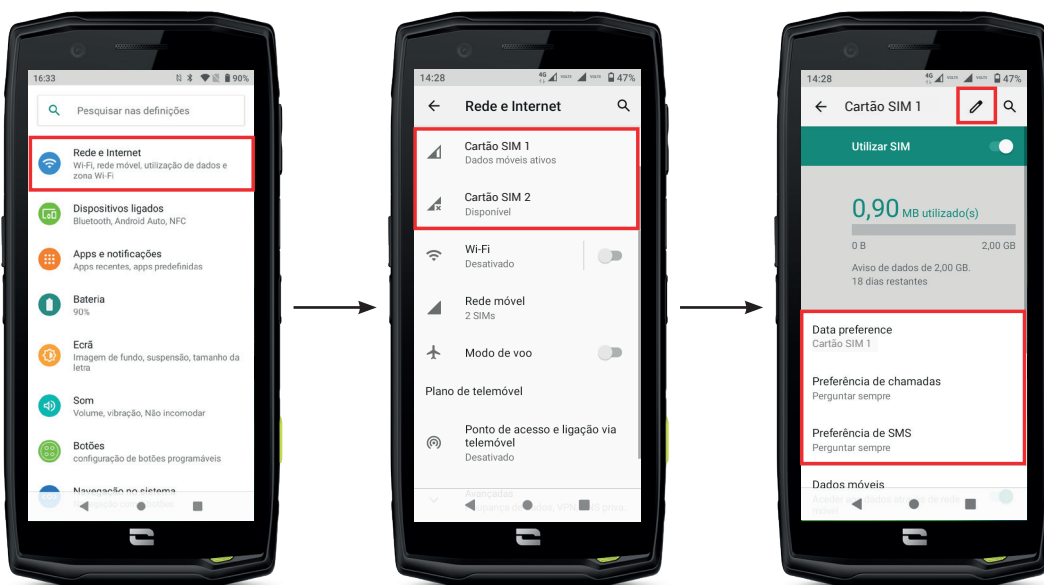 16:33
90%
Pesquisar nas definições
Rede e Internet
Wi-Fi, rede móvel, utilização de dados e
zona Wi-Fi
Dispositivos ligados
Bluetooth, Android Auto, NFC
Apps e notificações
Apps recentes, apps predefinidas
Bateria
90%
Ecrã
Imagem de fundo, suspensão, tamanho da
letra
Som
Volume, vibração, Não incomodar
Botões
configuração de botões programáveis
Navegação no sistema
14:28
4G 47%
Rede e Internet
Cartão SIM 1
Dados móveis ativos
Cartão SIM 2
Disponível
Wi-Fi
Desativado
Rede móvel
2 SIMs
Modo de voo
Plano de telemóvel
Ponto de acesso e ligação via
telemóvel
Desativado
Avançadas
14:28
4G 47%
Cartão SIM 1
Utilizar SIM
0,90 MB utilizado(s)
0 B 2,00 GB
Aviso de dados de 2,00 GB.
18 dias restantes
Data preference
Cartão SIM 1
Preferência de chamadas
Perguntar sempre
Preferência de SMS
Perguntar sempre
Dados móveis